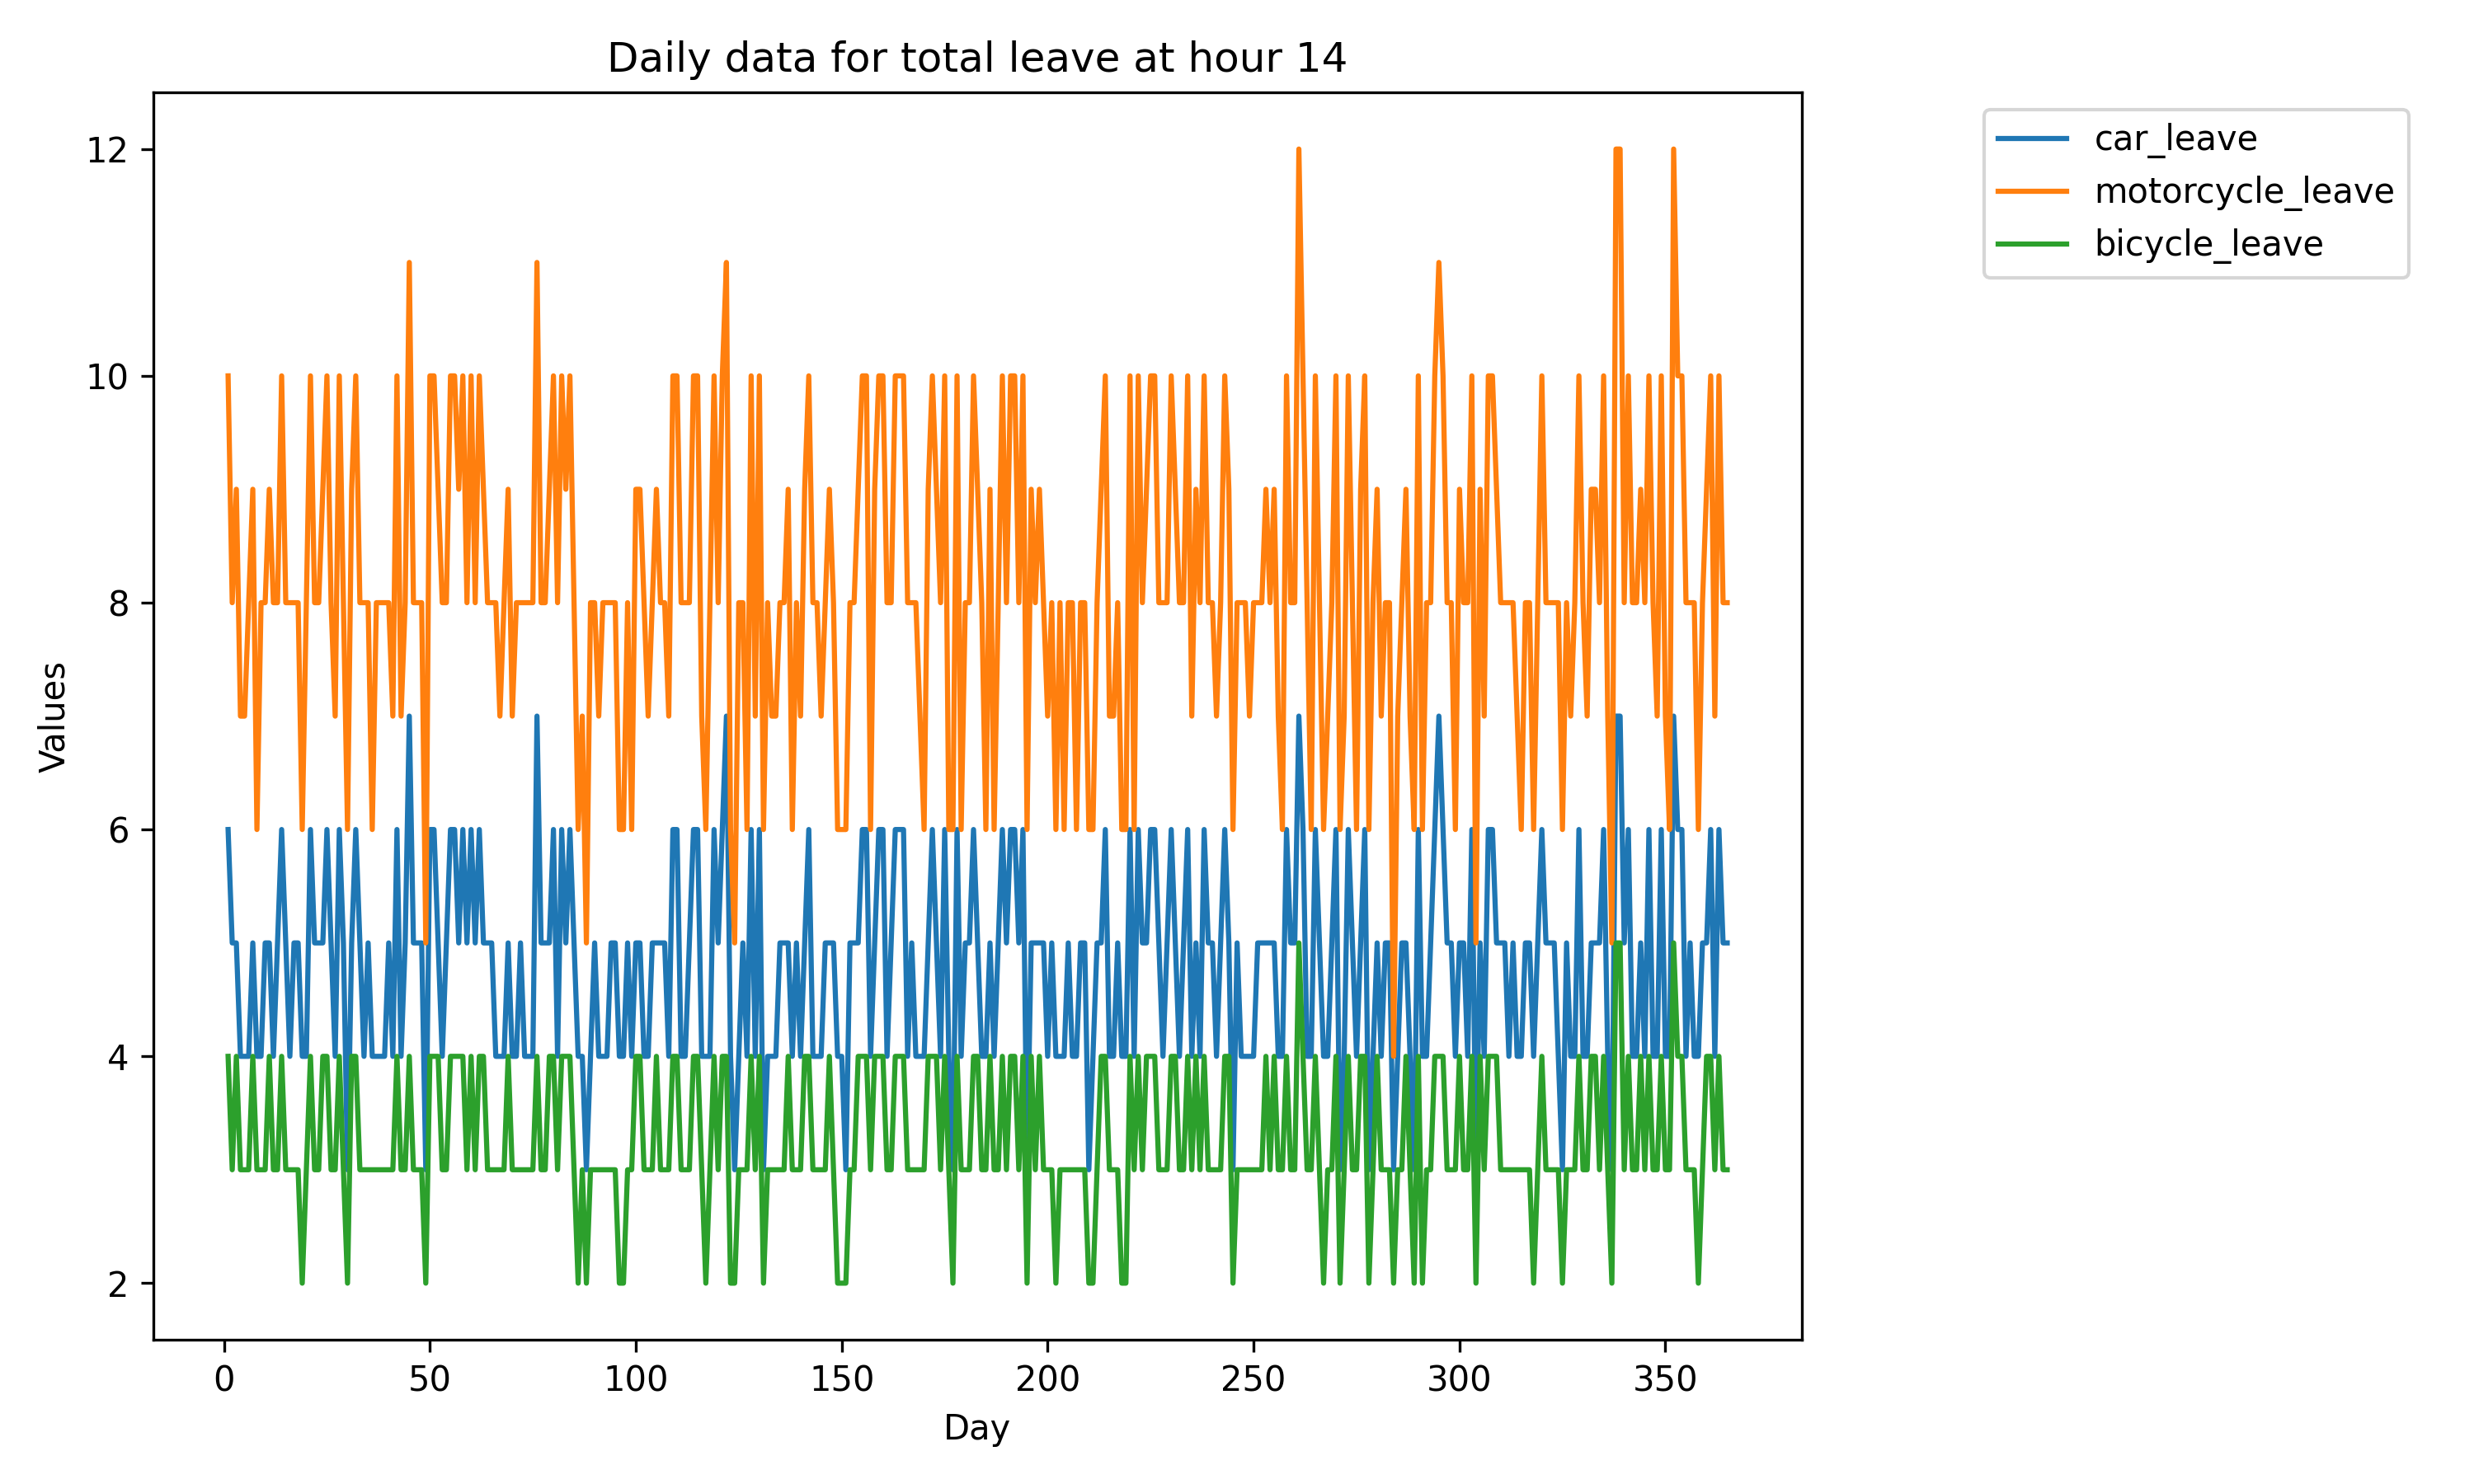 Daily data for total leave at hour 14
car_leave
motorcycle_leave
bicycle_leave
12
10
8
6
4
2
Values
0 50 100 150 200 250 300 350
Day